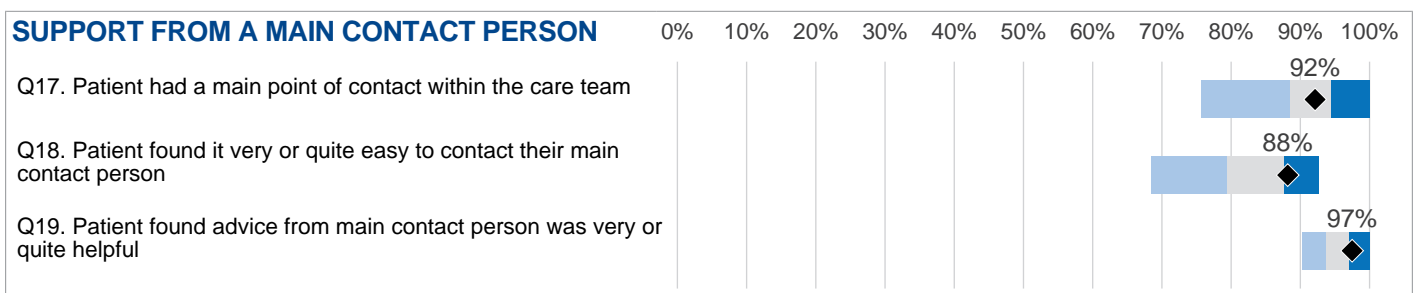 SUPPORT FROM A MAIN CONTACT PERSON 0% 10% 20% 30% 40% 50% 60% 70% 80% 90% 100%
92%
Q17. Patient had a main point of contact within the care team
88%
Q18. Patient found it very or quite easy to contact their main
contact person
97%
Q19. Patient found advice from main contact person was very or
quite helpful